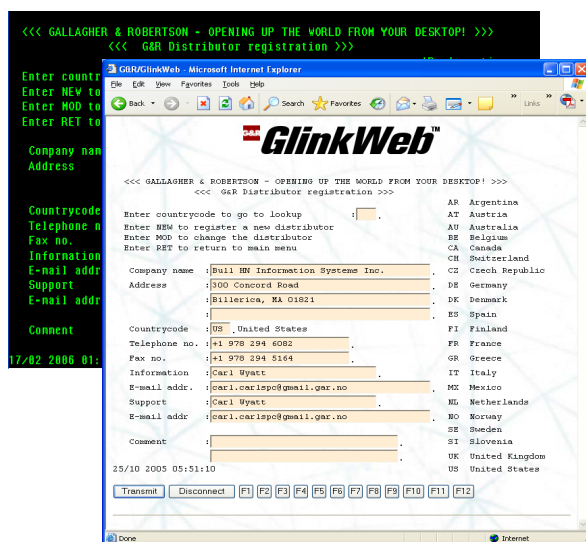 <<< GALLAGHER & ROBERTSON - OPENING UP THE WORLD FROM YOUR DESKTOP! >>>
<<< G&R Distributor registration >>>
Enter countr
Enter NEW to
Enter MOD to
Enter RET to
Company nam
Address
Countrycode
Telephone n
Fax no.
Information
E-mail addr
Support
E-mail addr
Comment
17/02 2006 01:
G&R/GlinkWeb - Microsoft Internet Explorer
File Edit View Favorites Tools Help
Back Search Favorites Links
G&R
GlinkWeb™
<<< GALLAGHER & ROBERTSON - OPENING UP THE WORLD FROM YOUR DESKTOP! >>>
<<< G&R Distributor registration >>>
AR Argentina
Enter countrycode to go to lookup : . AT Austria
Enter NEW to register a new distributor AU Australia
Enter MOD to change the distributor BE Belgium
Enter RET to return to main menu CA Canada
CH Switzerland
Company name :Bull HN Information Systems Inc. . CZ Czech Republic
Address :300 Concord Road . DE Germany
:Billerica, MA 01821 . DK Denmark
: . ES Spain
Countrycode :US .United States FI Finland
Telephone no. :+1 978 294 6082 . FR France
Fax no. :+1 978 294 5164 . GR Greece
Information :Carl Wyatt . IT Italy
E-mail addr. :carl.carlspc@gmail.gar.no . MX Mexico
Support :Carl Wyatt . NL Netherlands
E-mail addr :carl.carlspc@gmail.gar.no . NO Norway
SE Sweden
Comment : . SI Slovenia
. UK United Kingdom
25/10 2005 05:51:10 US United States
Transmit Disconnect F1 F2 F3 F4 F5 F6 F7 F8 F9 F10 F11 F12
Done Internet